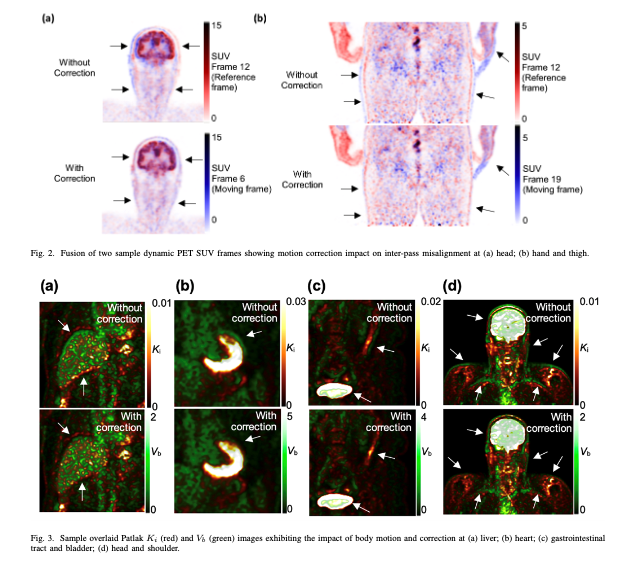 (a)
(b)
Without
Correction
15
SUV
Frame 12
(Reference
frame)
0
With
Correction
15
SUV
Frame 6
(Moving frame)
0
Without
Correction
5
SUV
Frame 12
(Reference
frame)
0
With
Correction
5
SUV
Frame 19
(Moving frame)
0
Fig. 2. Fusion of two sample dynamic PET SUV frames showing motion correction impact on inter-pass misalignment at (a) head; (b) hand and thigh.
(a)
(b)
(c)
(d)
Without
correction
0.01
Ki
0
Without
correction
0.03
Ki
0
Without
correction
0.02
Ki
0
Without
correction
0.01
Ki
0
With
correction
2
Vb
0
With
correction
5
Vb
0
With
correction
4
Vb
0
With
correction
2
Vb
0
Fig. 3. Sample overlaid Patlak Ki (red) and Vb (green) images exhibiting the impact of body motion and correction at (a) liver; (b) heart; (c) gastrointestinal
tract and bladder; (d) head and shoulder.